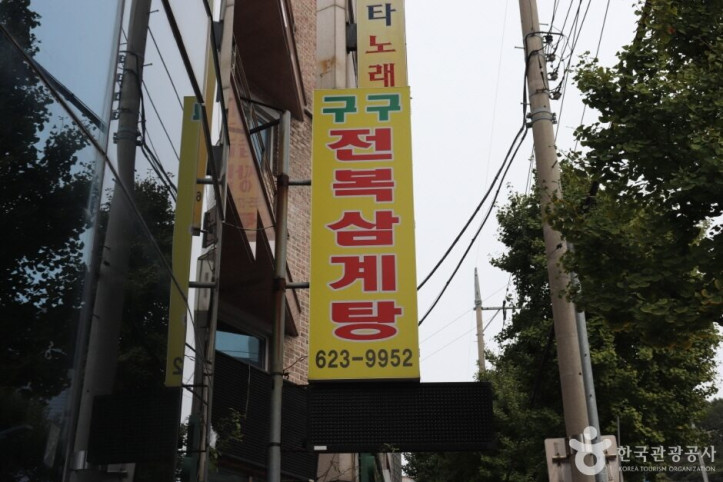 타노래
구구
전복삼계탕
623-9952
한국관광공사
KOREA TOURISM ORGANIZATION